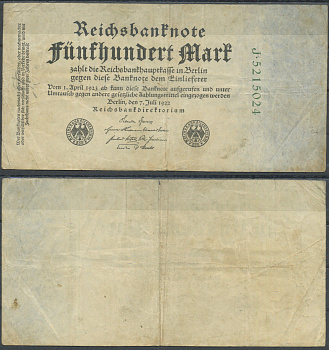 Reichsbanknote
Fünfhundert Mark
zahlt die Reichsbankhauptkasse in Berlin
gegen diese Banknote dem Einlieferer
Vom 1. April 1923 ab kann diese Banknote aufgerufen und unter
Umtausch gegen andere gesetzliche Zahlungsmittel eingezogen werden
Berlin, den 7. Juli 1922
Reichsbankdirektorium
J·5215024